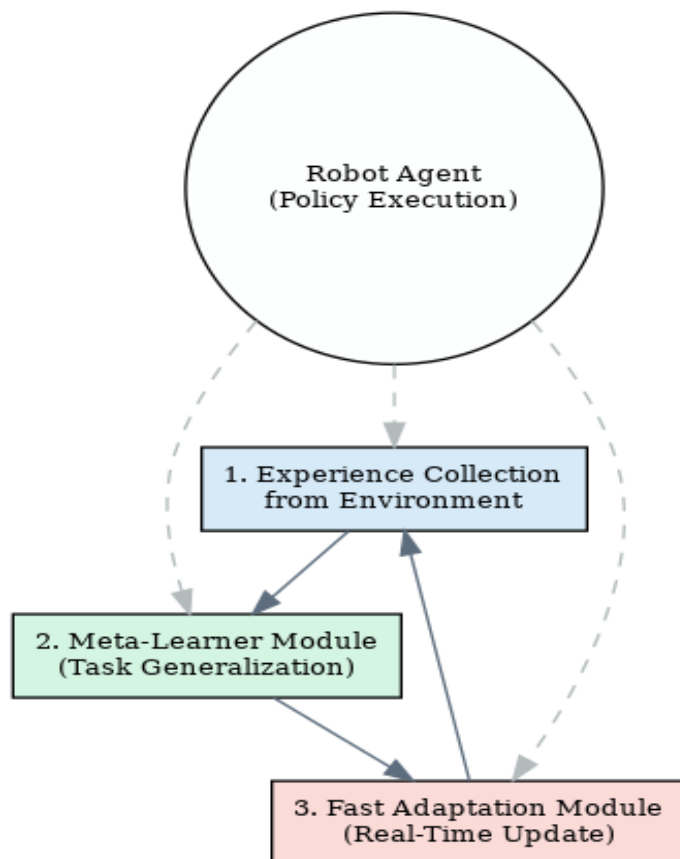 Robot Agent
(Policy Execution)
1. Experience Collection
from Environment
2. Meta-Learner Module
(Task Generalization)
3. Fast Adaptation Module
(Real-Time Update)